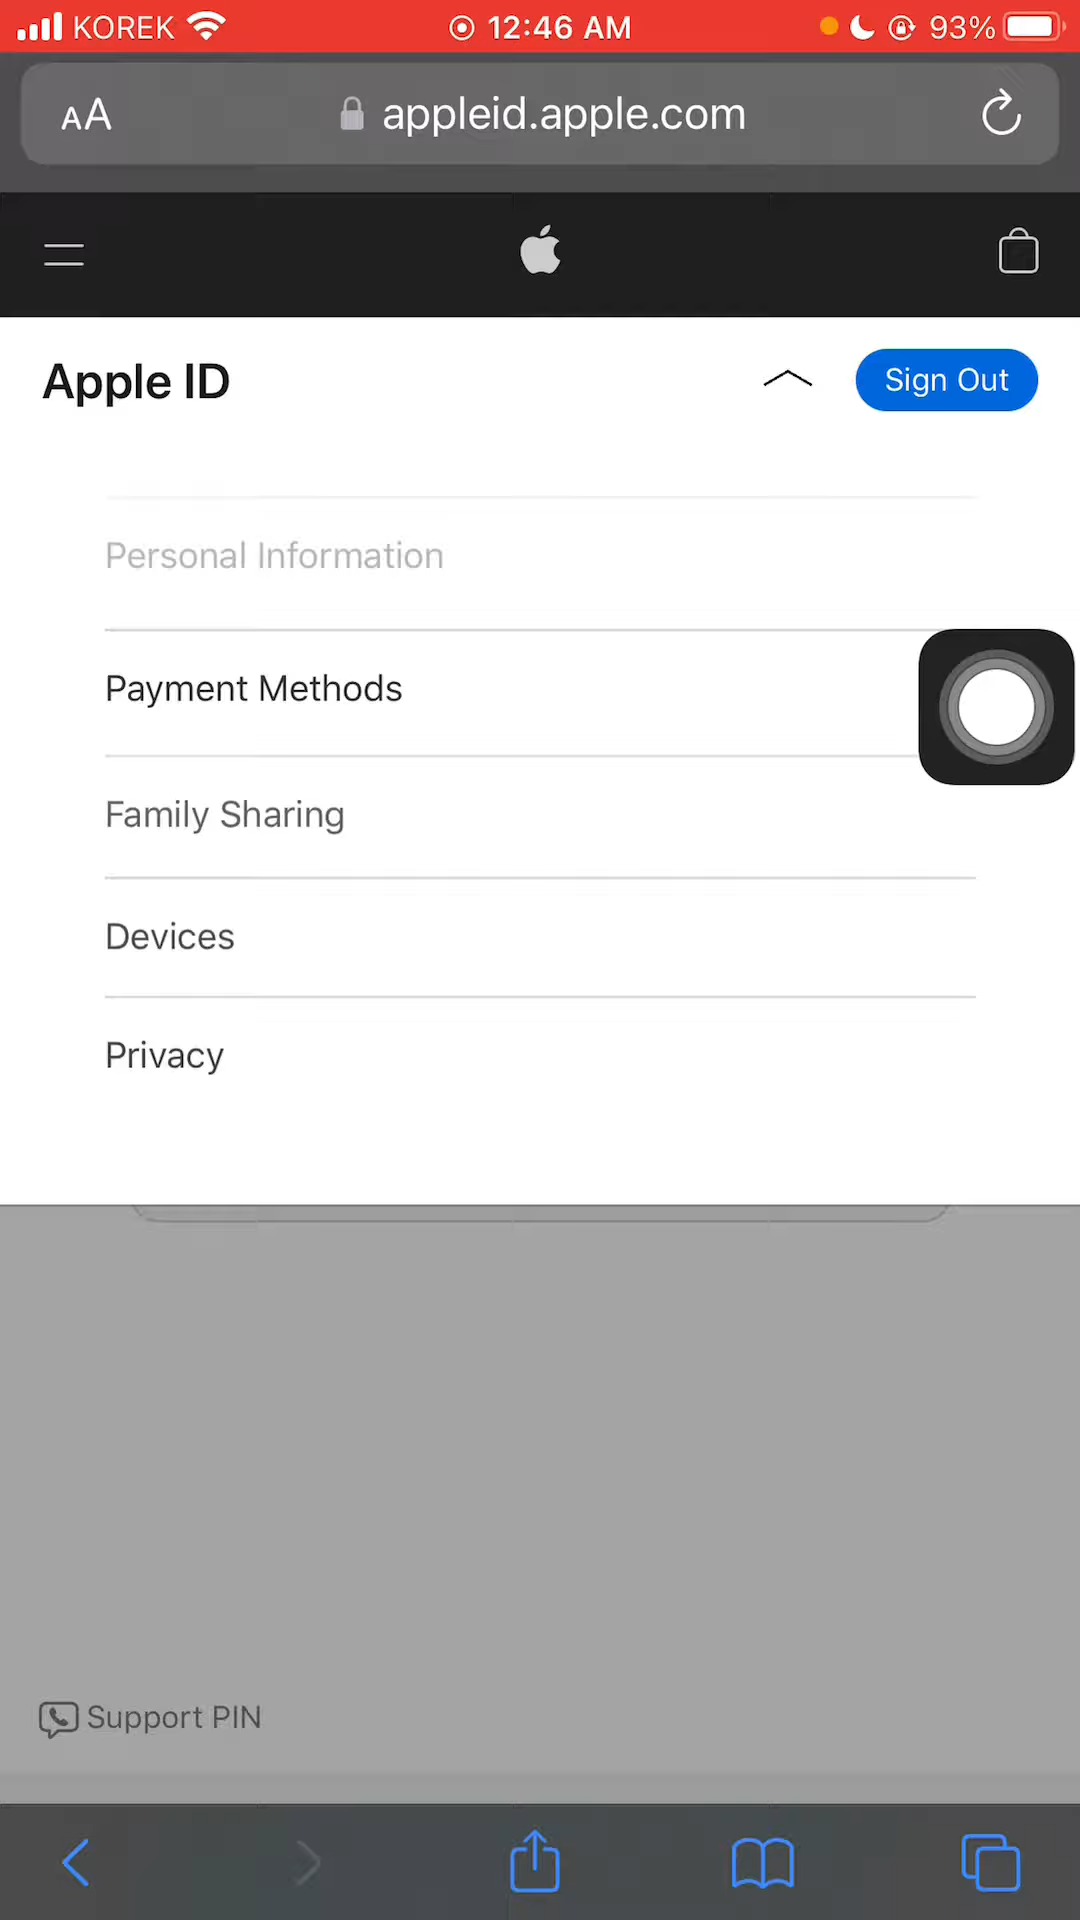 KOREK 12:46 AM 93%
AA appleid.apple.com
Apple ID Sign Out
Personal Information
Payment Methods
Family Sharing
Devices
Privacy
Support PIN